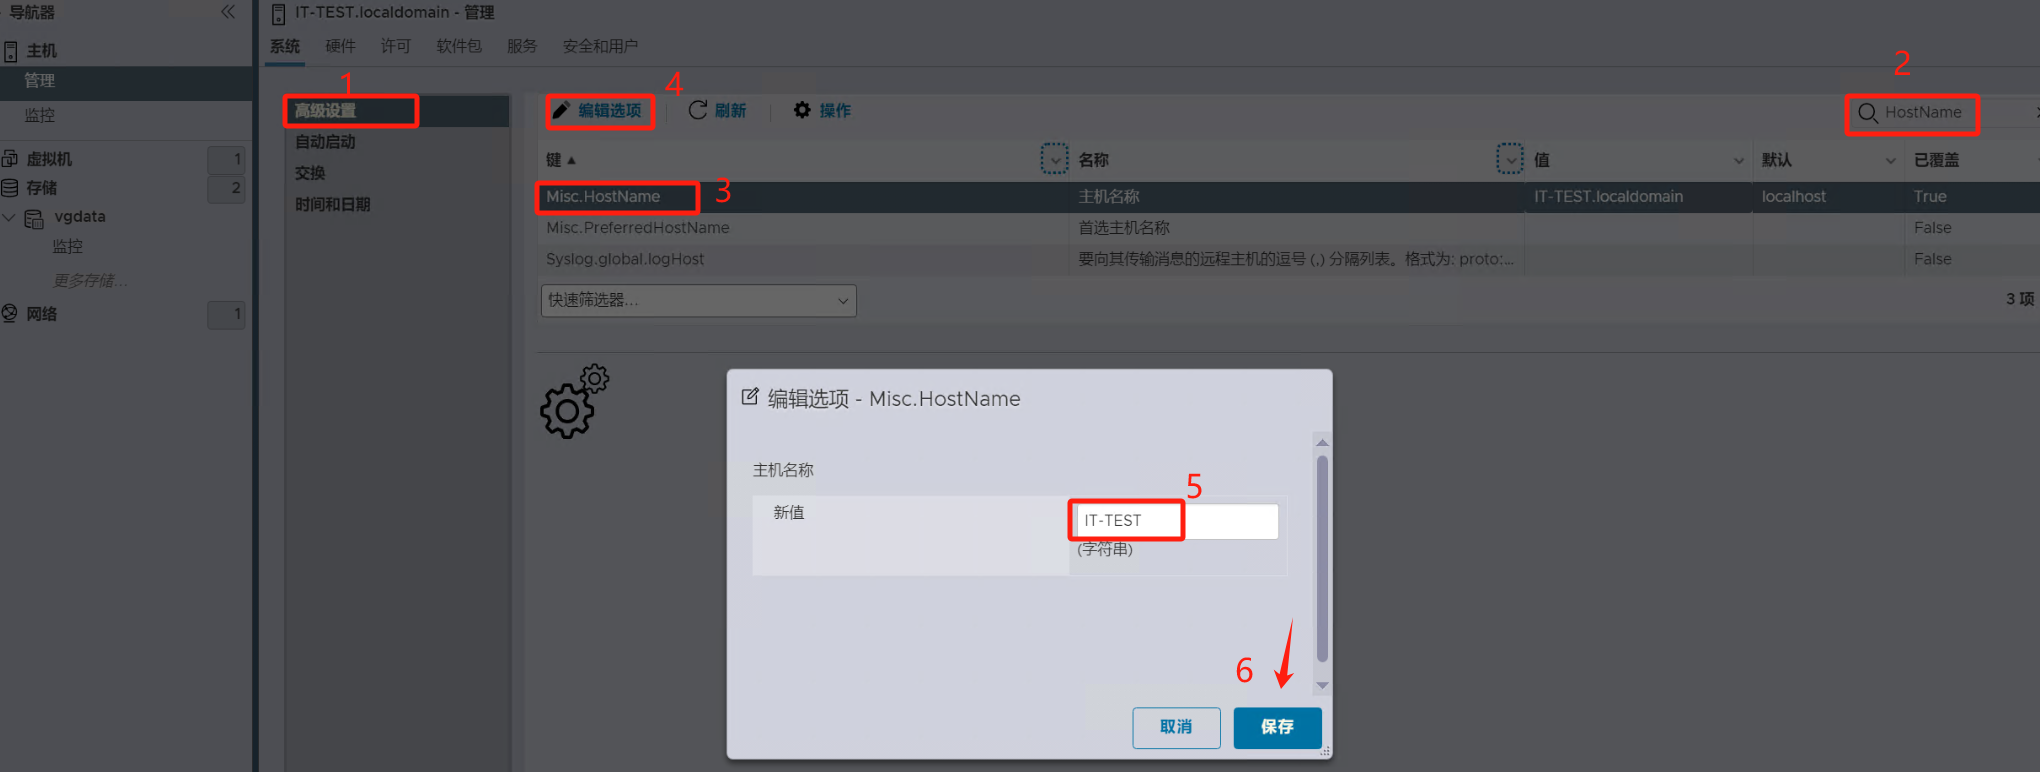 导航器
主机
管理
监控
虚拟机 1
存储 2
vgdata
监控
更多存储...
网络 1
IT-TEST.localdomain - 管理
系统 硬件 许可 软件包 服务 安全和用户
1
高级设置
自动启动
交换
时间和日期
编辑选项 4 刷新 操作
2
HostName
键 名称 值 默认 已覆盖
Misc.HostName 3 主机名称 IT-TEST.localdomain localhost True
Misc.PreferredHostName 首选主机名称 False
Syslog.global.logHost 要向其传输消息的远程主机的逗号 (,) 分隔列表。格式为: proto:... False
快速筛选器...
3 项
编辑选项 - Misc.HostName
主机名称
新值
IT-TEST 5
(字符串)
6
取消 保存